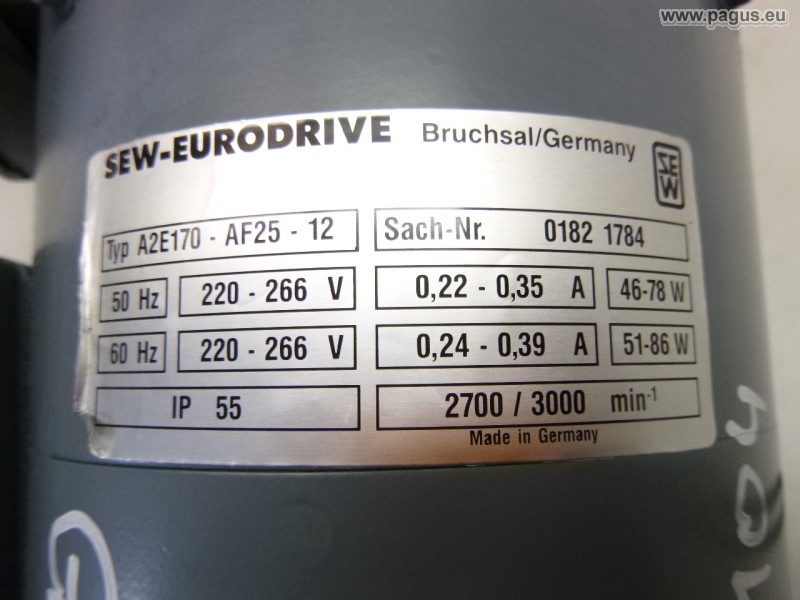 www.pagus.eu
SEW-EURODRIVE Bruchsal/Germany SEW
Typ A2E170 - AF25 - 12 Sach-Nr. 0182 1784
50 Hz 220 - 266 V 0,22 - 0,35 A 46-78 W
60 Hz 220 - 266 V 0,24 - 0,39 A 51-86 W
IP 55 2700 / 3000 min-1
Made in Germany